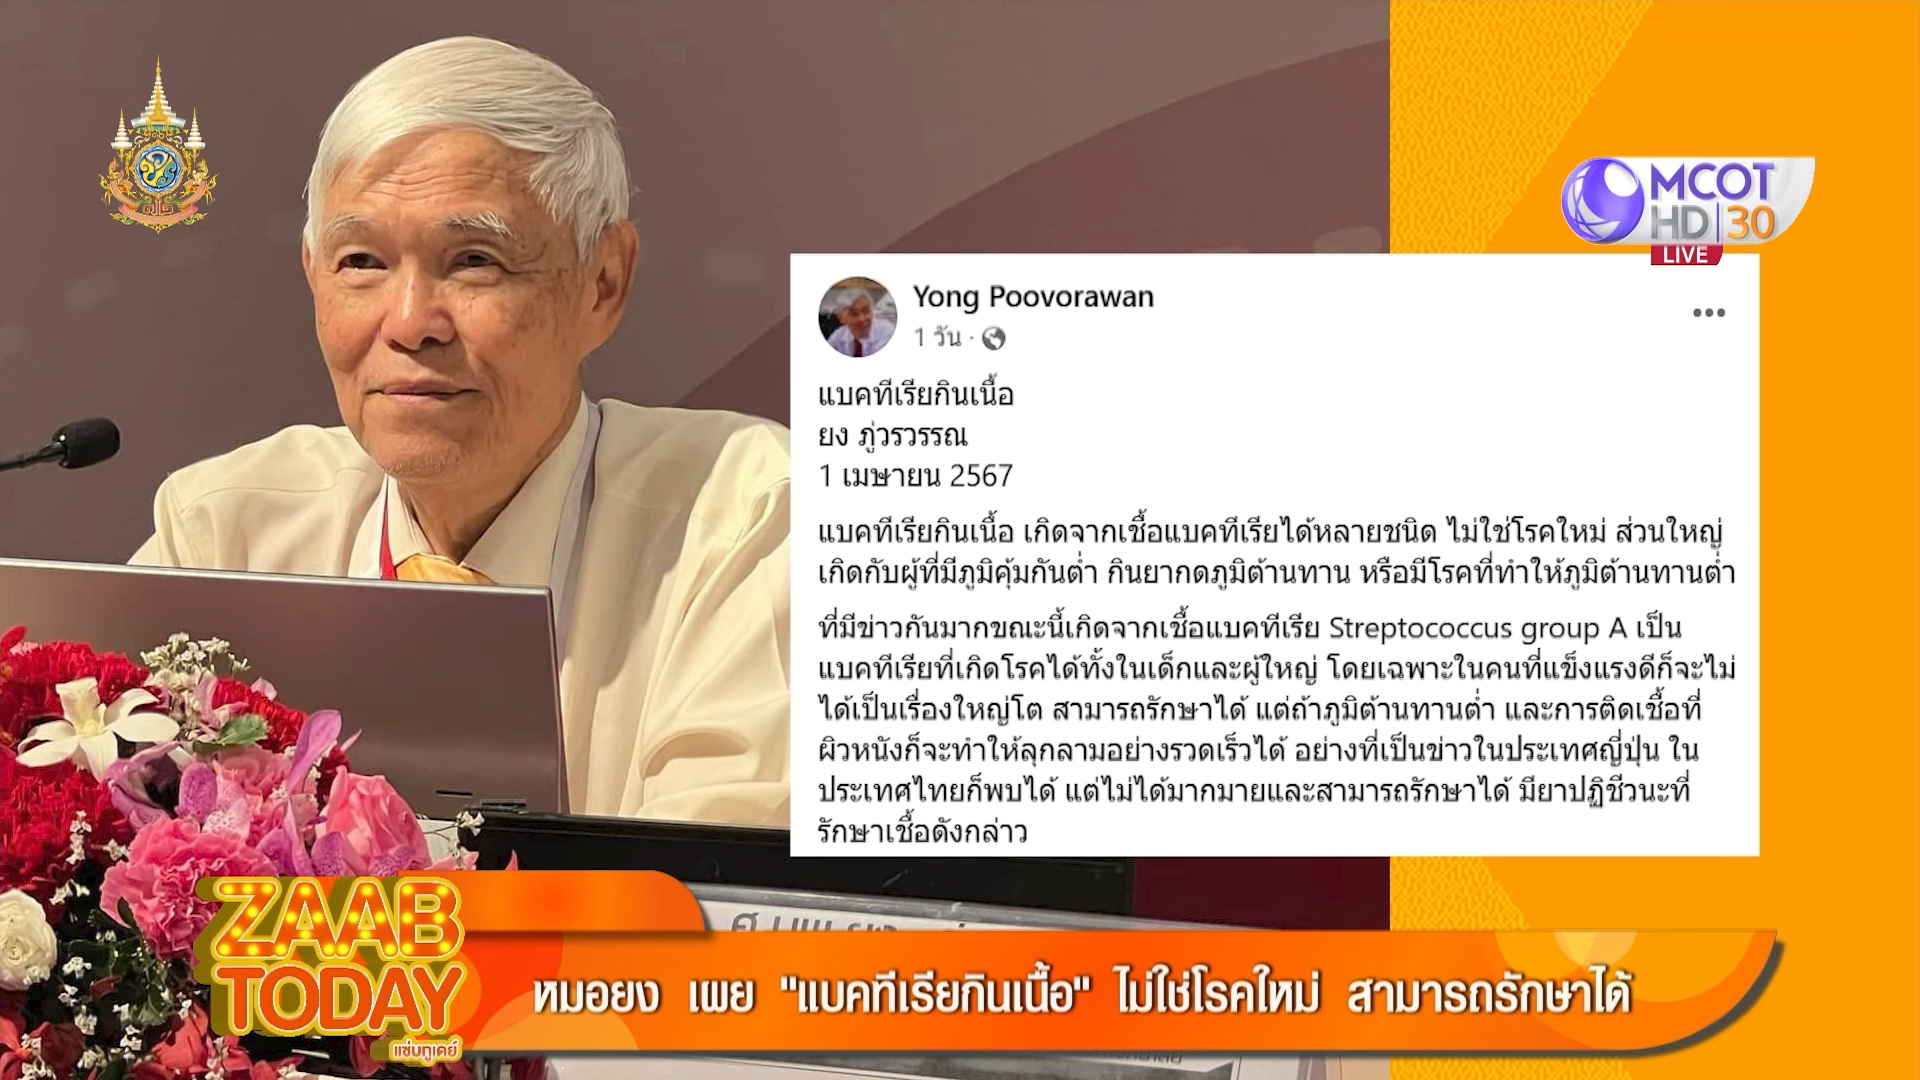 MCOT
HD 30
LIVE
Yong Poovorawan
1 วัน ·
แบคทีเรียกินเนื้อ
ยง ภู่วรวรรณ
1 เมษายน 2567
แบคทีเรียกินเนื้อ เกิดจากเชื้อแบคทีเรียได้หลายชนิด ไม่ใช่โรคใหม่ ส่วนใหญ่
เกิดกับผู้ที่มีภูมิคุ้มกันต่ำ กินยากดภูมิต้านทาน หรือมีโรคที่ทำให้ภูมิต้านทานต่ำ
ที่มีข่าวกันมากขณะนี้เกิดจากเชื้อแบคทีเรีย Streptococcus group A เป็น
แบคทีเรียที่เกิดโรคได้ทั้งในเด็กและผู้ใหญ่ โดยเฉพาะในคนที่แข็งแรงดีก็จะไม่
ได้เป็นเรื่องใหญ่โต สามารถรักษาได้ แต่ถ้าภูมิต้านทานต่ำ และการติดเชื้อที่
ผิวหนังก็จะทำให้ลุกลามอย่างรวดเร็วได้ อย่างที่เป็นข่าวในประเทศญี่ปุ่น ใน
ประเทศไทยก็พบได้ แต่ไม่ได้มากมายและสามารถรักษาได้ มียาปฏิชีวนะที่
รักษาเชื้อดังกล่าว
ZAAB
TODAY
แซ่บทูเดย์
หมอยง เผย "แบคทีเรียกินเนื้อ" ไม่ใช่โรคใหม่ สามารถรักษาได้